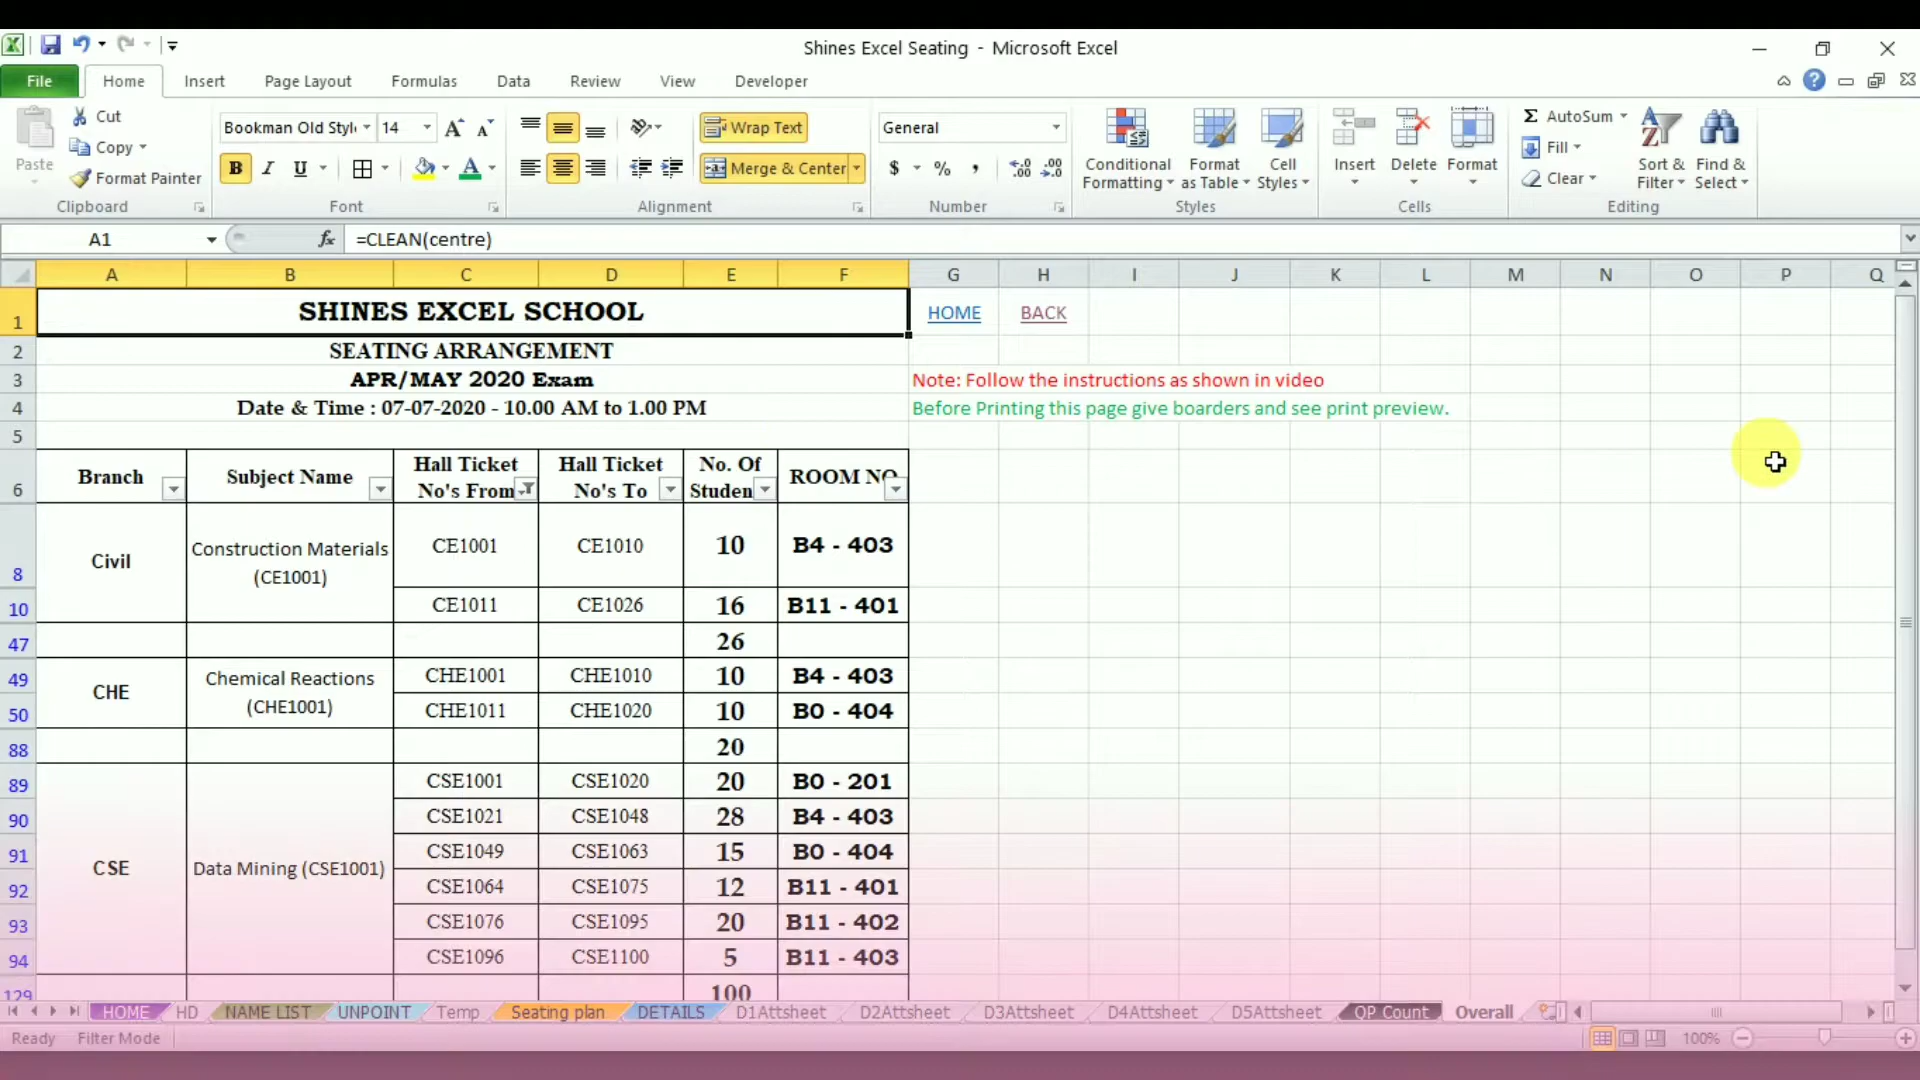 Shines Excel Seating - Microsoft Excel
File Home Insert Page Layout Formulas Data Review View Developer
Paste
Cut
Copy
Format Painter
Clipboard
Bookman Old Styl 14
B I U
Font
Wrap Text
Merge & Center
Alignment
General
$ % ,
Number
Conditional Formatting
Format as Table
Cell Styles
Styles
Insert Delete Format
Cells
Σ AutoSum
Fill
Clear
Sort & Filter
Find & Select
Editing
A1 fx =CLEAN(centre)
A B C D E F G H I J K L M N O P Q
1 SHINES EXCEL SCHOOL HOME BACK
2 SEATING ARRANGEMENT
3 APR/MAY 2020 Exam Note: Follow the instructions as shown in video
4 Date & Time : 07-07-2020 - 10.00 AM to 1.00 PM Before Printing this page give boarders and see print preview.
5
6 Branch Subject Name Hall Ticket No's From Hall Ticket No's To No. Of Studen ROOM NO
8 Civil Construction Materials (CE1001) CE1001 CE1010 10 B4 - 403
10 CE1011 CE1026 16 B11 - 401
47 26
49 CHE Chemical Reactions (CHE1001) CHE1001 CHE1010 10 B4 - 403
50 CHE1011 CHE1020 10 B0 - 404
88 20
89 CSE Data Mining (CSE1001) CSE1001 CSE1020 20 B0 - 201
90 CSE1021 CSE1048 28 B4 - 403
91 CSE1049 CSE1063 15 B0 - 404
92 CSE1064 CSE1075 12 B11 - 401
93 CSE1076 CSE1095 20 B11 - 402
94 CSE1096 CSE1100 5 B11 - 403
129 100
HOME HD NAME LIST UNPOINT Temp Seating plan DETAILS D1Attsheet D2Attsheet D3Attsheet D4Attsheet D5Attsheet QP Count Overall
Ready Filter Mode 100%